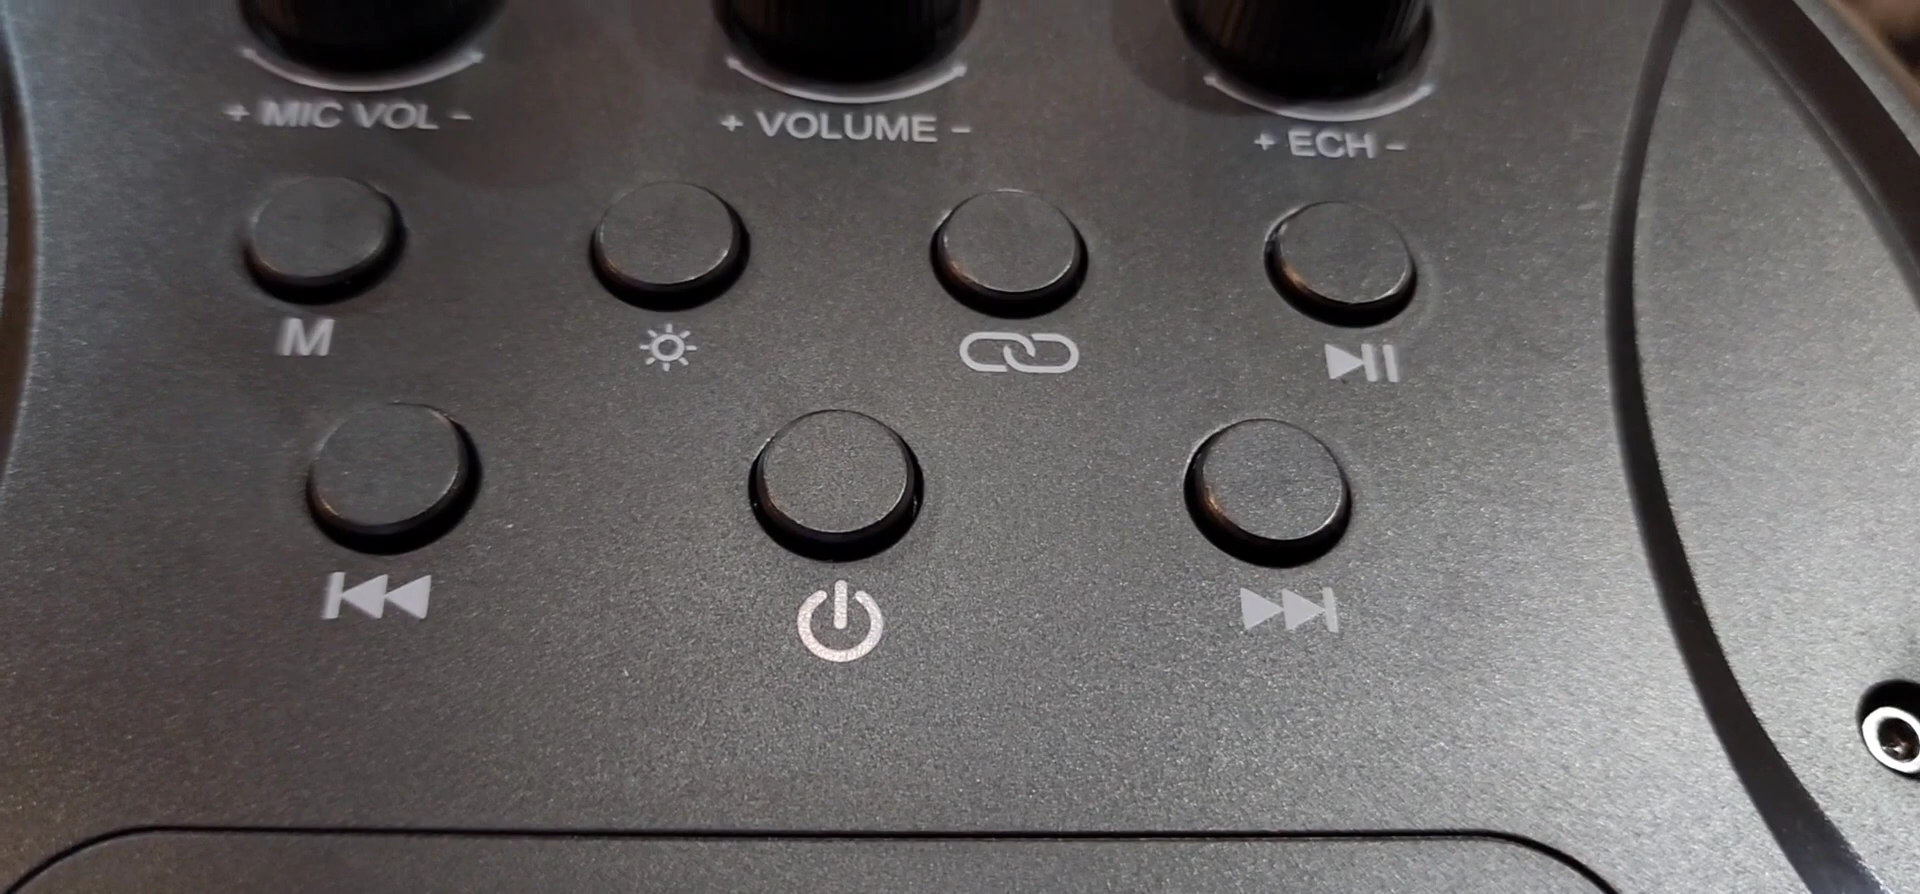 + MIC VOL -
+ VOLUME -
+ ECH -
M